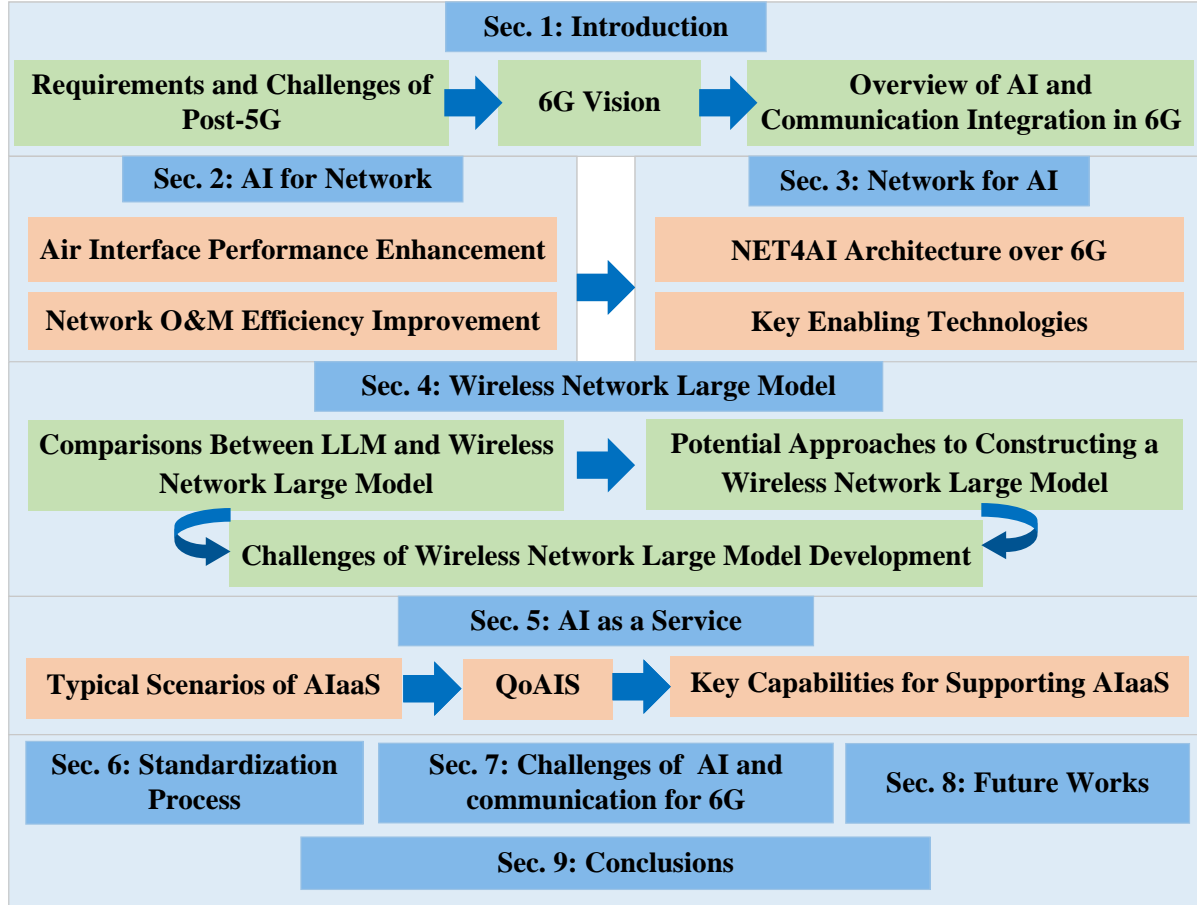 Sec. 1: Introduction
Requirements and Challenges of
Post-5G
6G Vision
Overview of AI and
Communication Integration in 6G
Sec. 2: AI for Network
Air Interface Performance Enhancement
Network O&M Efficiency Improvement
Sec. 3: Network for AI
NET4AI Architecture over 6G
Key Enabling Technologies
Sec. 4: Wireless Network Large Model
Comparisons Between LLM and Wireless
Network Large Model
Potential Approaches to Constructing a
Wireless Network Large Model
Challenges of Wireless Network Large Model Development
Sec. 5: AI as a Service
Typical Scenarios of AIaaS
QoAIS
Key Capabilities for Supporting AIaaS
Sec. 6: Standardization
Process
Sec. 7: Challenges of AI and
communication for 6G
Sec. 8: Future Works
Sec. 9: Conclusions